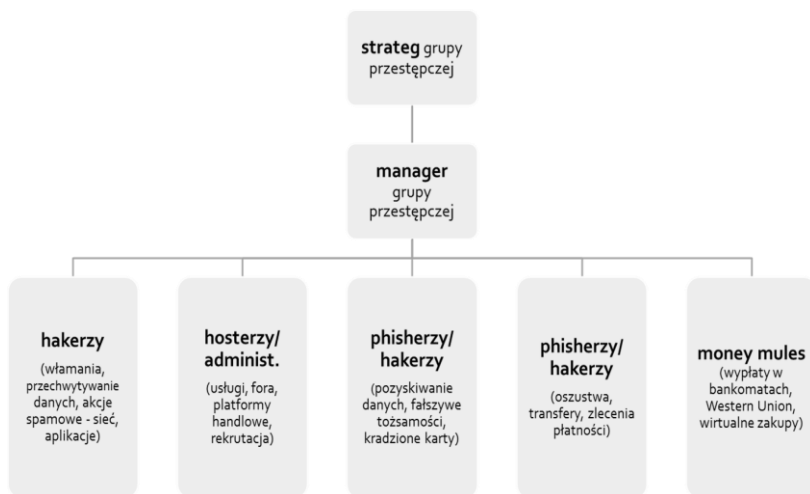 strateg grupy
przestępczej
manager
grupy
przestępczej
hakerzy
(włamania,
przechwytywanie
danych, akcje
spamowe - sieć,
aplikacje)
hosterzy/
administ.
(usługi, fora,
platformy
handlowe,
rekrutacja)
phisherzy/
hakerzy
(pozyskiwanie
danych, fałszywe
tożsamości,
kradzione karty)
phisherzy/
hakerzy
(oszustwa,
transfery, zlecenia
płatności)
money mules
(wypłaty w
bankomatach,
Western Union,
wirtualne zakupy)